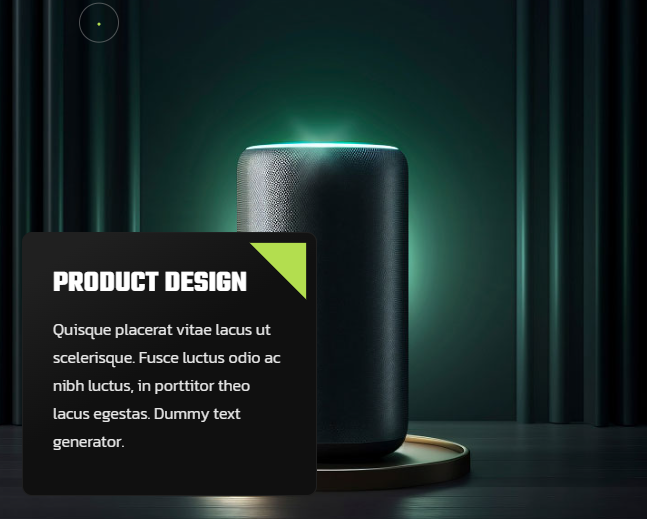 PRODUCT DESIGN
Quisque placerat vitae lacus ut
scelerisque. Fusce luctus odio ac
nibh luctus, in porttitor theo
lacus egestas. Dummy text
generator.